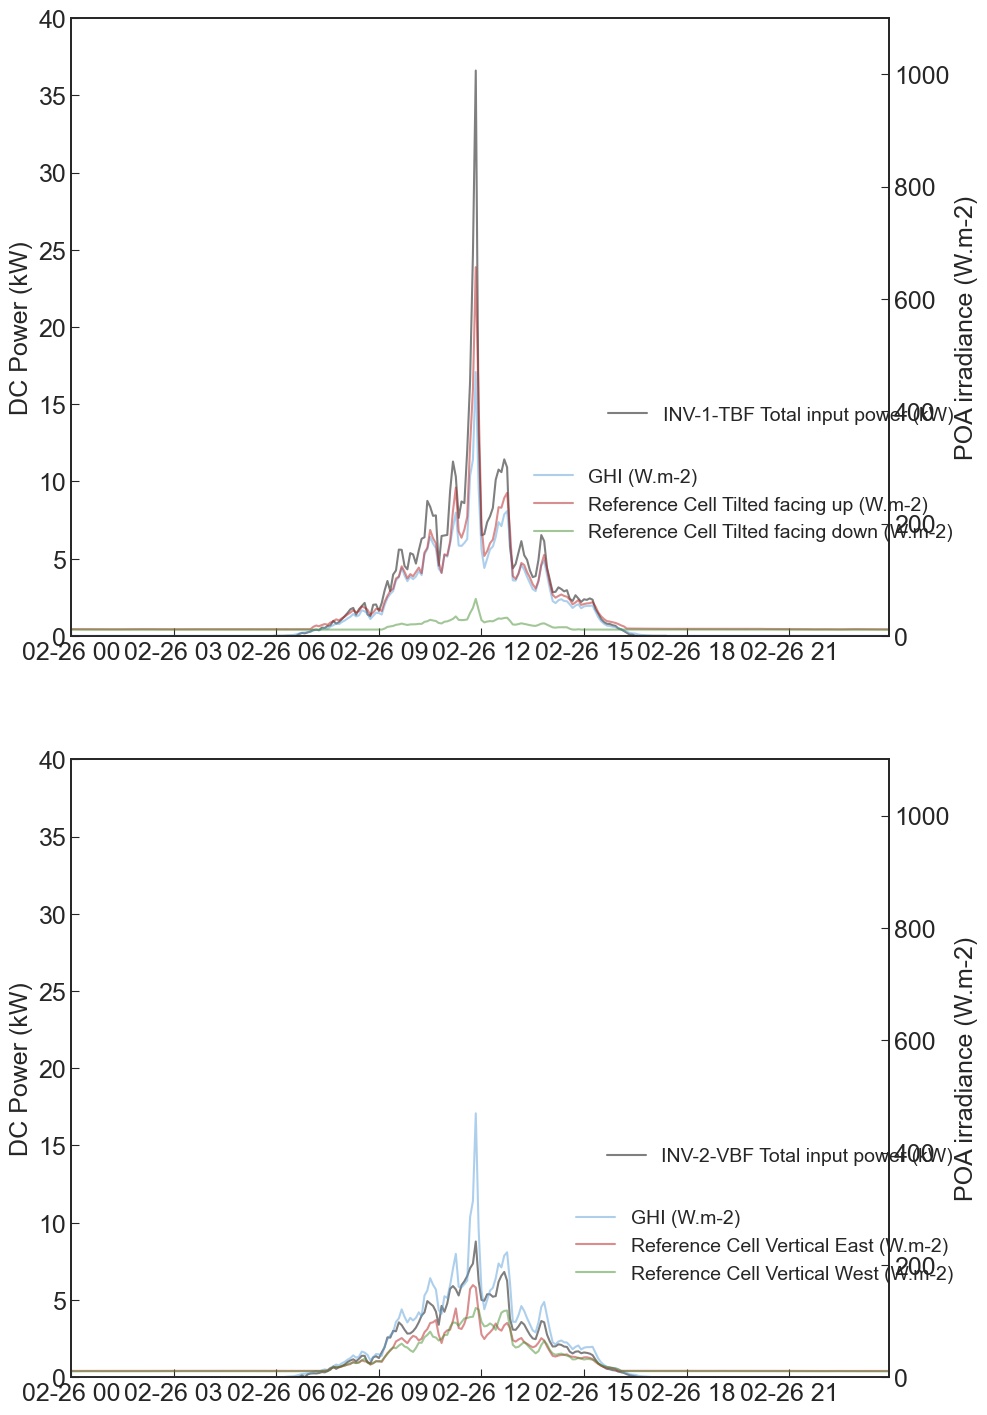 40
35
30
25
20
15
10
5
0
DC Power (kW)
1000
800
600
400
200
0
POA irradiance (W.m-2)
INV-1-TBF Total input power (kW)
GHI (W.m-2)
Reference Cell Tilted facing up (W.m-2)
Reference Cell Tilted facing down (W.m-2)
02-26 00 02-26 03 02-26 06 02-26 09 02-26 12 02-26 15 02-26 18 02-26 21
40
35
30
25
20
15
10
5
0
DC Power (kW)
1000
800
600
400
200
0
POA irradiance (W.m-2)
INV-2-VBF Total input power (kW)
GHI (W.m-2)
Reference Cell Vertical East (W.m-2)
Reference Cell Vertical West (W.m-2)
02-26 00 02-26 03 02-26 06 02-26 09 02-26 12 02-26 15 02-26 18 02-26 21